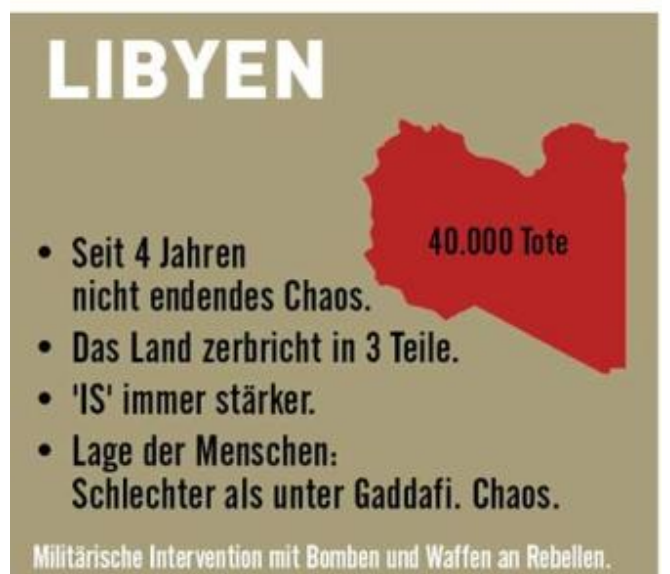 LIBYEN
40.000 Tote
• Seit 4 Jahren
nicht endendes Chaos.
• Das Land zerbricht in 3 Teile.
• 'IS' immer stärker.
• Lage der Menschen:
Schlechter als unter Gaddafi. Chaos.
Militärische Intervention mit Bomben und Waffen an Rebellen.